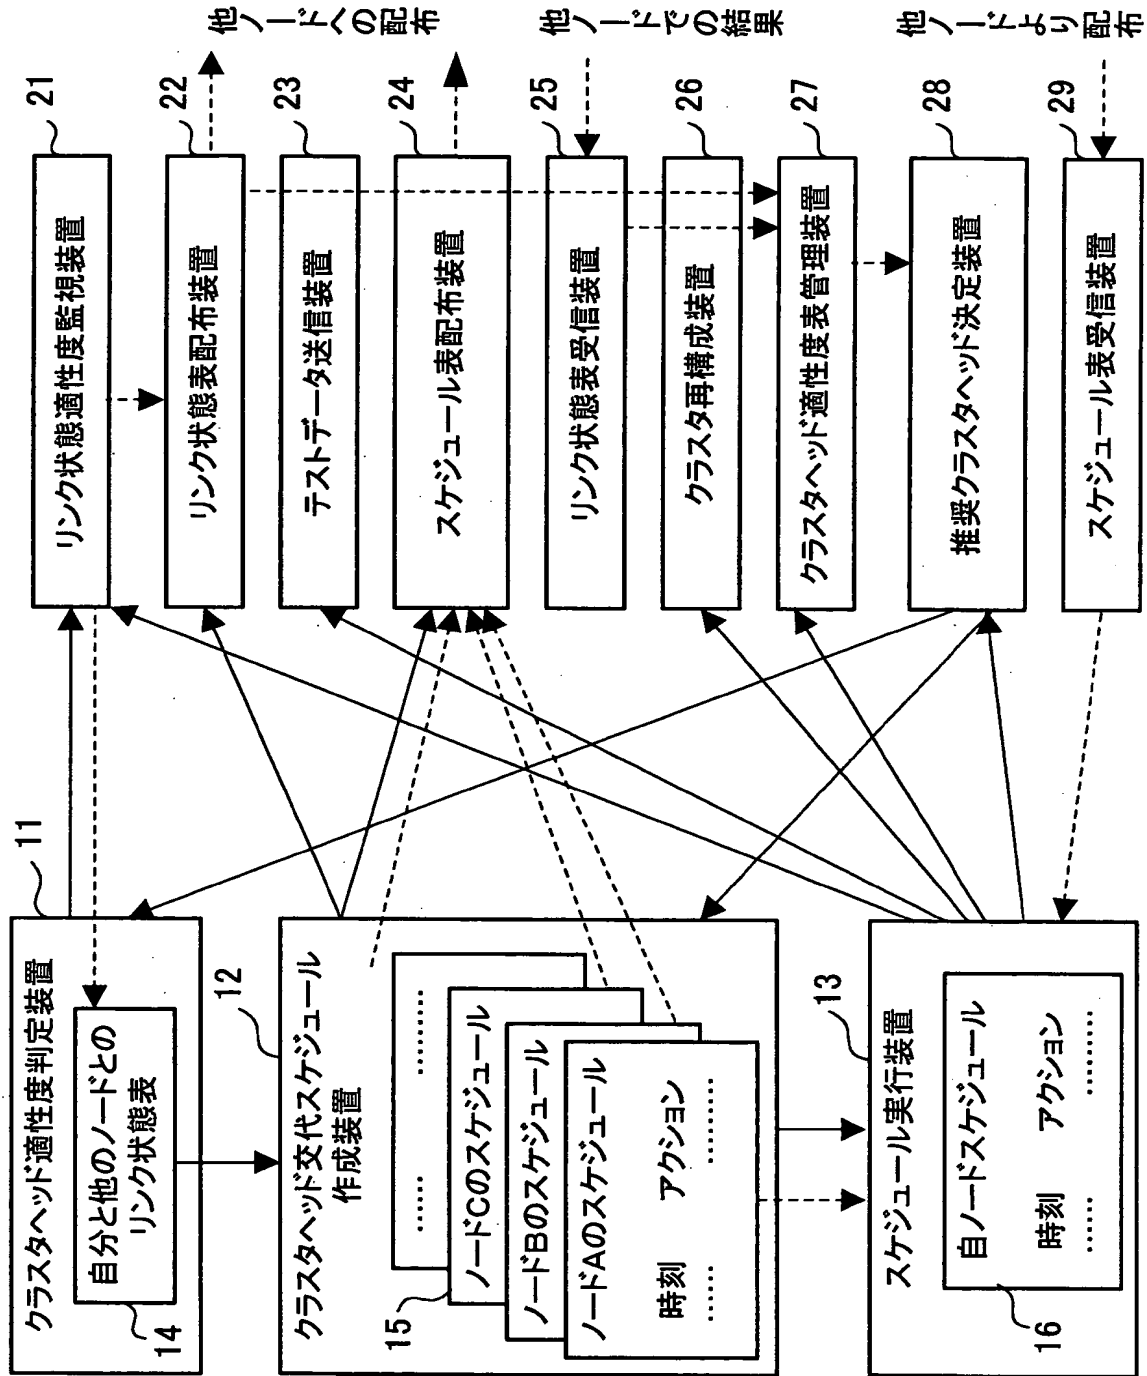 クラスタヘッド適性度判定装置
11
自分と他のノードとの
リンク状態表
14
クラスタヘッド交代スケジュール
作成装置
12
……
………
ノードCのスケジュール
ノードBのスケジュール
ノードAのスケジュール
時刻 アクション
…… ………
15
スケジュール実行装置
13
自ノードスケジュール
時刻 アクション
…… ………
16
リンク状態適性度監視装置
21
リンク状態表配布装置
22
テストデータ送信装置
23
スケジュール表配布装置
24
リンク状態表受信装置
25
クラスタ再構成装置
26
クラスタヘッド適性度表管理装置
27
推奨クラスタヘッド決定装置
28
スケジュール表受信装置
29
他ノードへの
配布
他ノードでの
結果
他ノードより
配布